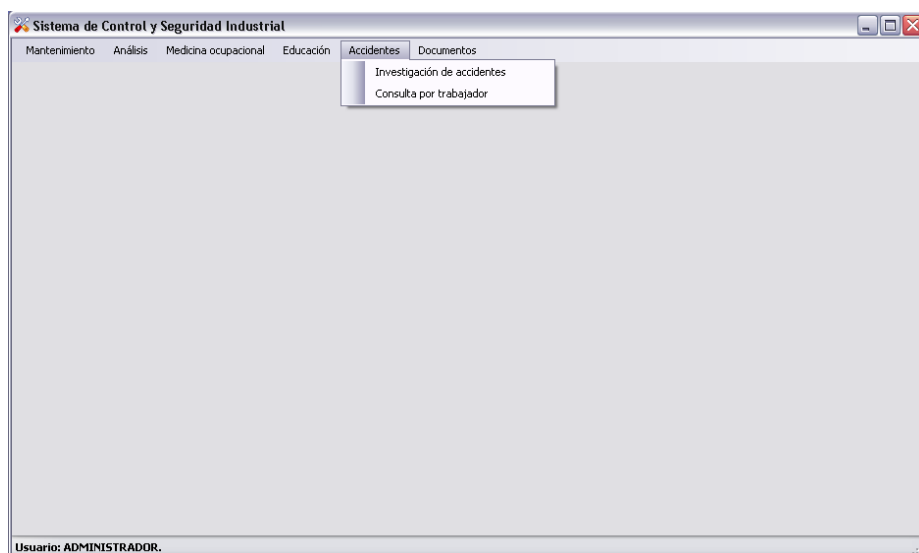 Sistema de Control y Seguridad Industrial
Mantenimiento Análisis Medicina ocupacional Educación Accidentes Documentos
Investigación de accidentes
Consulta por trabajador
Usuario: ADMINISTRADOR.